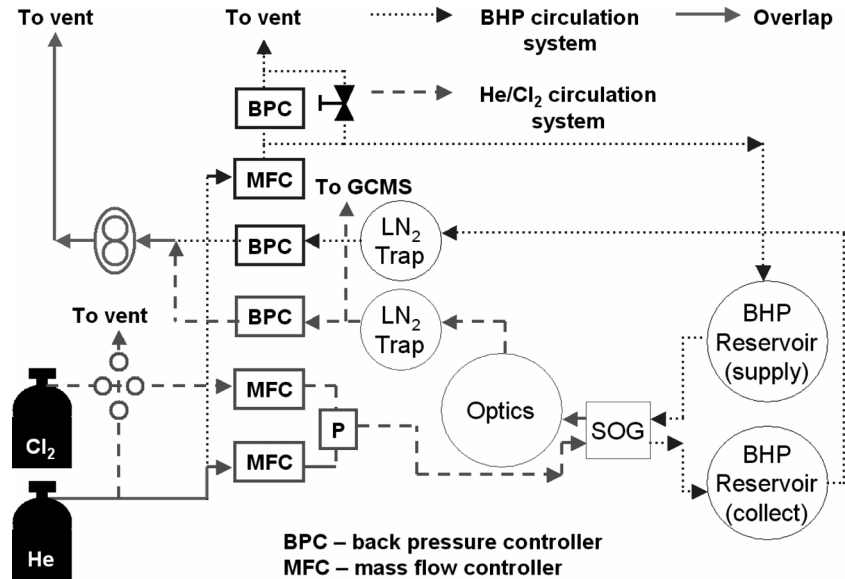 To vent
To vent
BHP circulation
system
Overlap
BPC
He/Cl₂ circulation
system
MFC
To GCMS
BPC
LN₂
Trap
To vent
BPC
LN₂
Trap
BHP
Reservoir
(supply)
MFC
Optics
P
SOG
Cl₂
MFC
BHP
Reservoir
(collect)
He
BPC – back pressure controller
MFC – mass flow controller